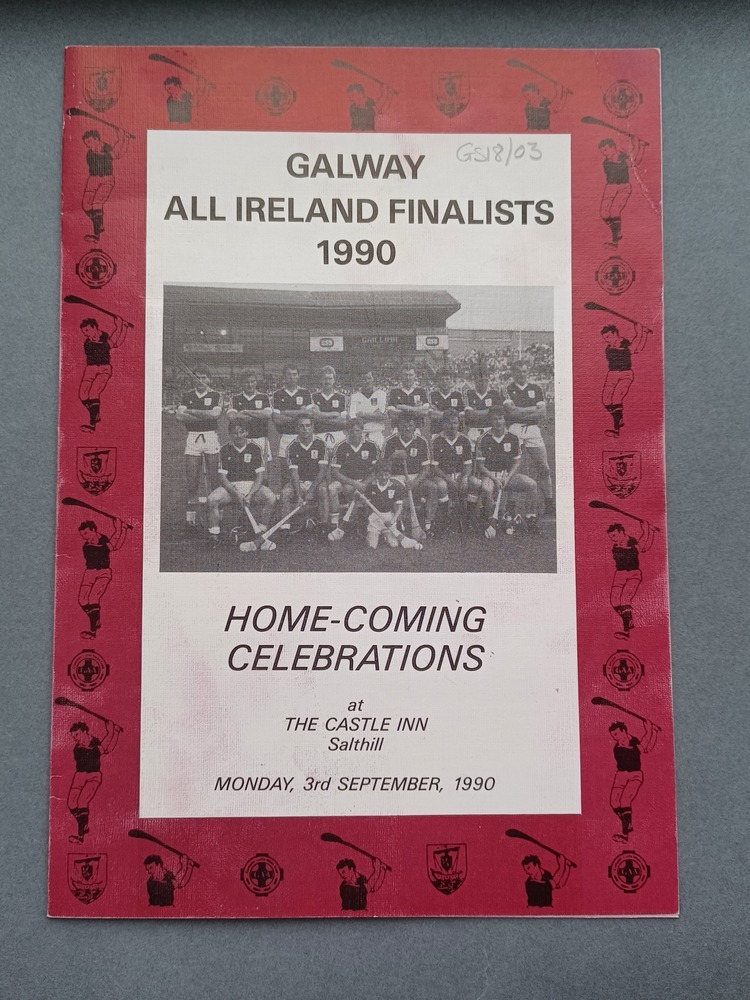 GS18/03
GALWAY
ALL IRELAND FINALISTS
1990
GAILLIMH
HOME-COMING
CELEBRATIONS
at
THE CASTLE INN
Salthill
MONDAY, 3rd SEPTEMBER, 1990